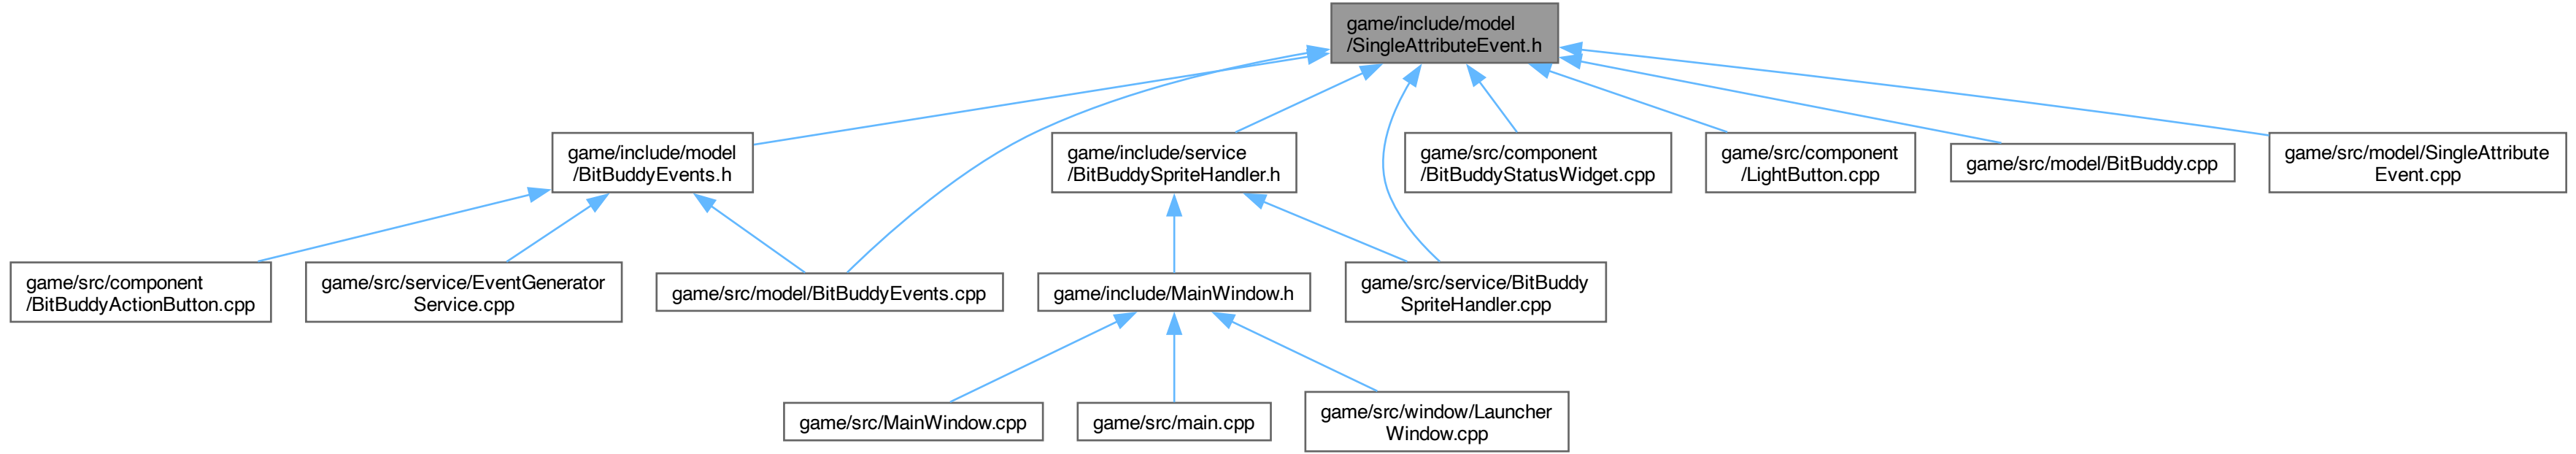 game/include/model
/SingleAttributeEvent.h
game/include/model
/BitBuddyEvents.h
game/include/service
/BitBuddySpriteHandler.h
game/src/component
/BitBuddyStatusWidget.cpp
game/src/component
/LightButton.cpp
game/src/model/BitBuddy.cpp
game/src/model/SingleAttribute
Event.cpp
game/src/component
/BitBuddyActionButton.cpp
game/src/service/EventGenerator
Service.cpp
game/src/model/BitBuddyEvents.cpp
game/include/MainWindow.h
game/src/service/BitBuddy
SpriteHandler.cpp
game/src/MainWindow.cpp
game/src/main.cpp
game/src/window/Launcher
Window.cpp